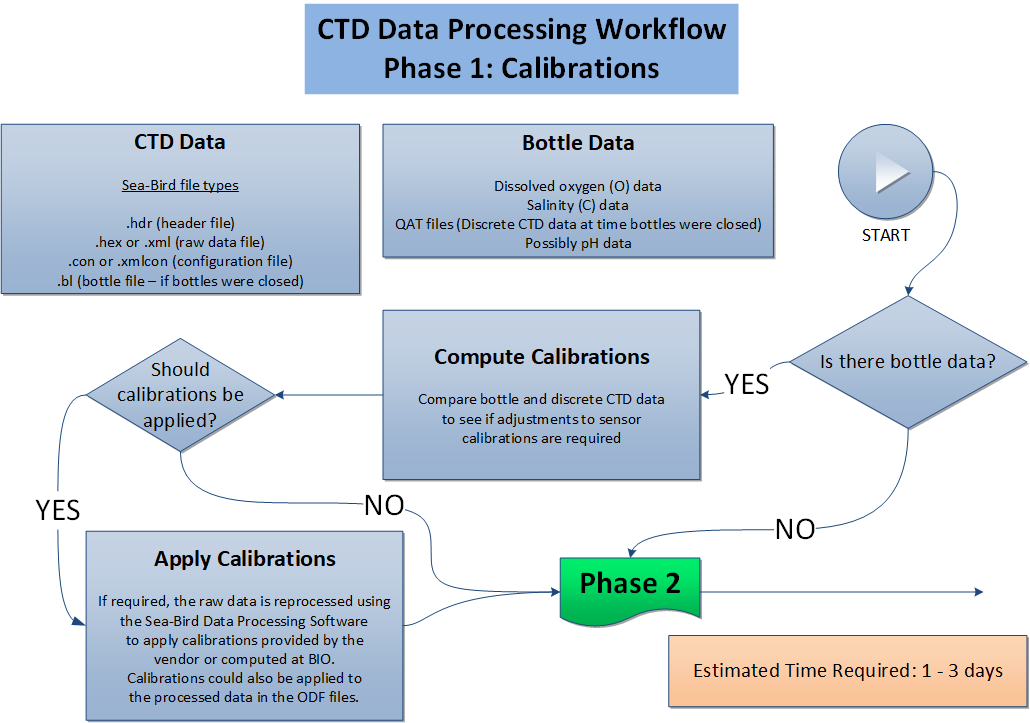 CTD Data Processing Workflow
Phase 1: Calibrations
CTD Data
Sea-Bird file types
.hdr (header file)
.hex or .xml (raw data file)
.con or .xmlcon (configuration file)
.bl (bottle file – if bottles were closed)
Bottle Data
Dissolved oxygen (O) data
Salinity (C) data
QAT files (Discrete CTD data at time bottles were closed)
Possibly pH data
START
Is there bottle data?
YES
Compute Calibrations
Compare bottle and discrete CTD data
to see if adjustments to sensor
calibrations are required
Should
calibrations be
applied?
YES
NO
NO
Apply Calibrations
If required, the raw data is reprocessed using
the Sea-Bird Data Processing Software
to apply calibrations provided by the
vendor or computed at BIO.
Calibrations could also be applied to
the processed data in the ODF files.
Phase 2
Estimated Time Required: 1 - 3 days